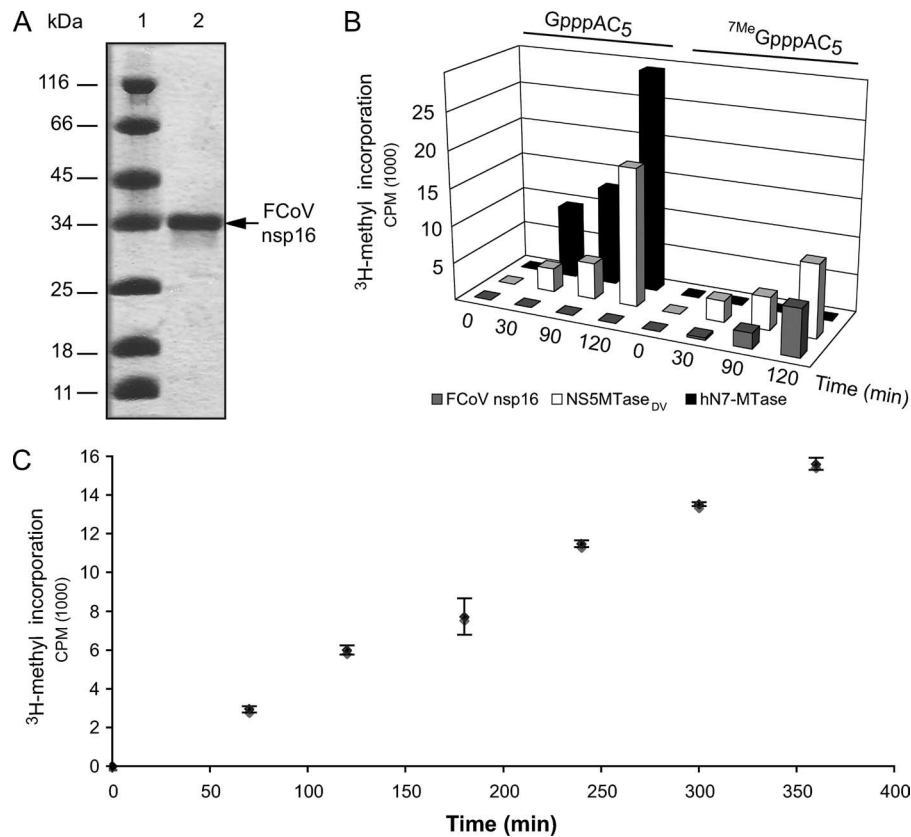 A
kDa
1 2
116
66
45
34
25
18
11
FCoV
nsp16
B
GpppAC5
7MeGpppAC5
3H-methyl incorporation
CPM (1000)
25
20
15
10
5
0 30 90 120 0 30 90 120
Time (min)
FCoV nsp16 NS5MTaseDV hN7-MTase
C
3H-methyl incorporation
CPM (1000)
16
14
12
10
8
6
4
2
0
0 50 100 150 200 250 300 350 400
Time (min)